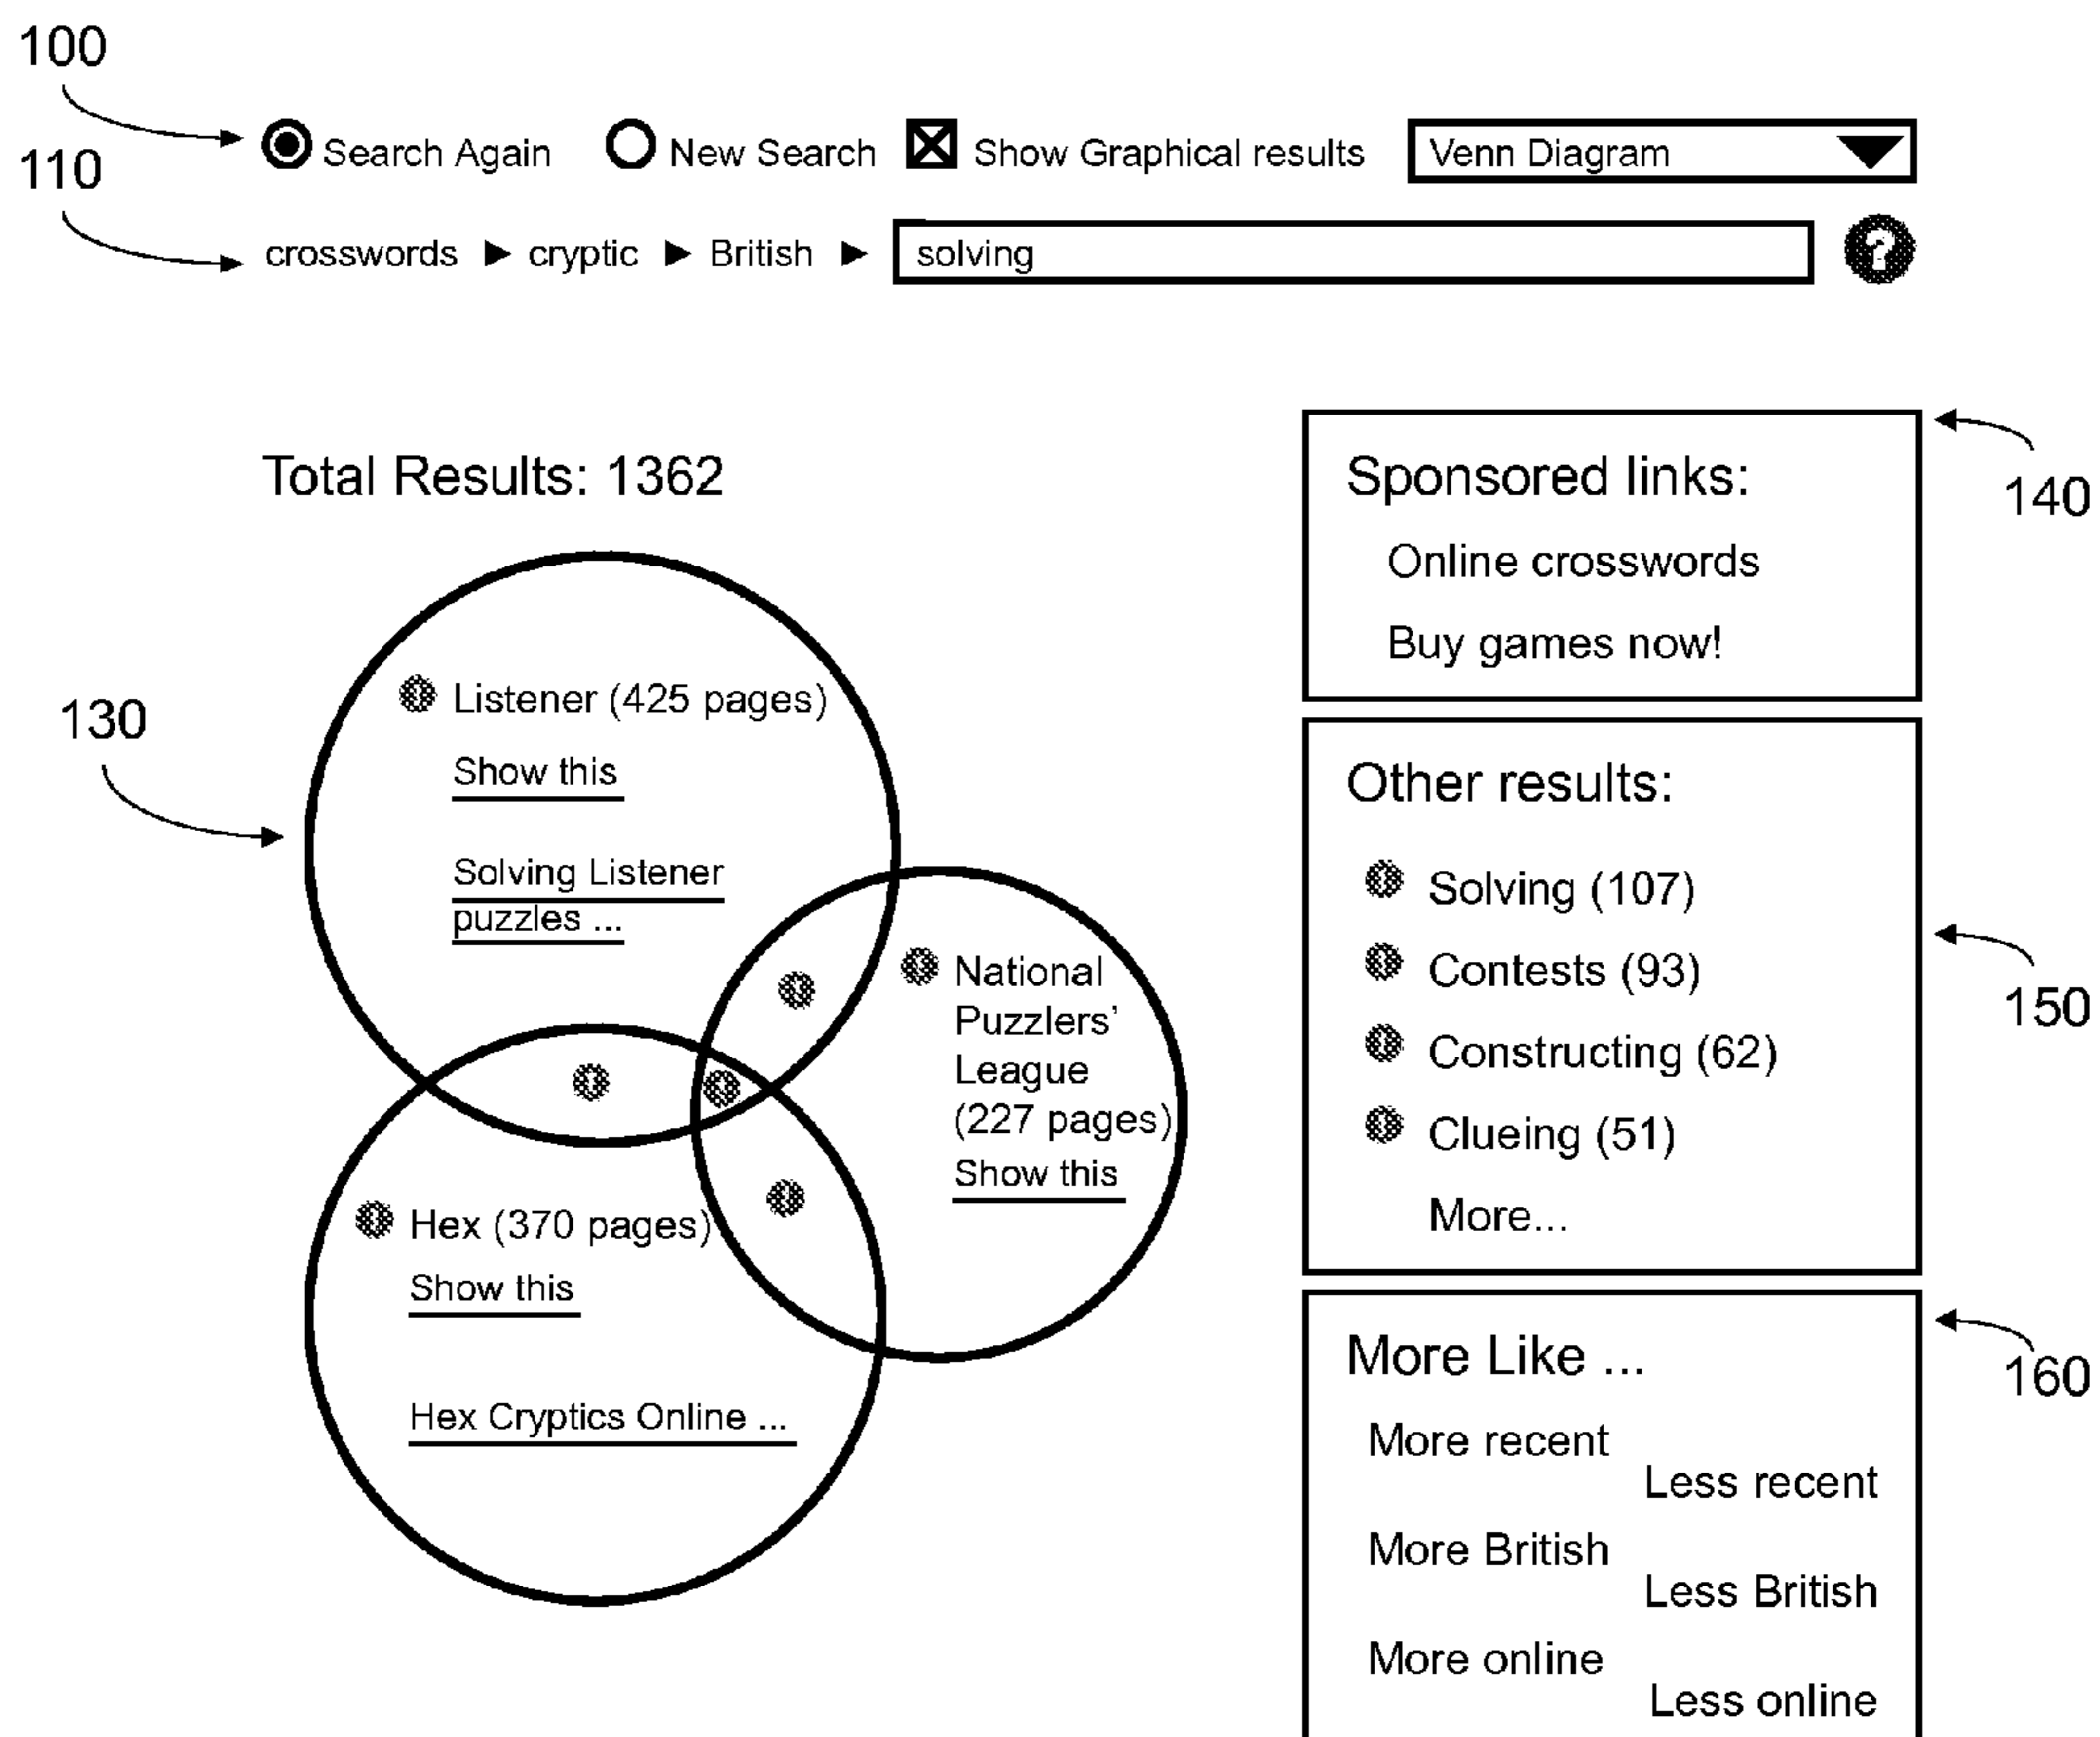 100
Search Again New Search Show Graphical results Venn Diagram
110
crosswords cryptic British solving
?
Total Results: 1362
130
Listener (425 pages)
Show this
Solving Listener
puzzles ...
National
Puzzlers’
League
(227 pages)
Show this
Hex (370 pages)
Show this
Hex Cryptics Online ...
140
Sponsored links:
Online crosswords
Buy games now!
150
Other results:
Solving (107)
Contests (93)
Constructing (62)
Clueing (51)
More...
160
More Like ...
More recent
Less recent
More British
Less British
More online
Less online